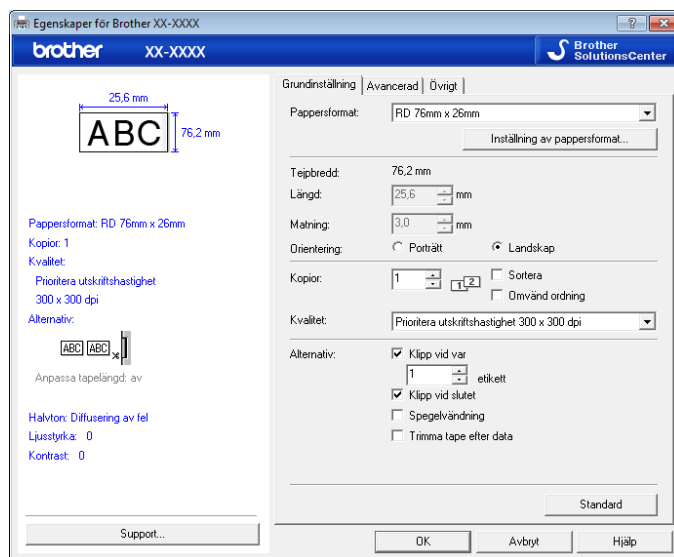 Egenskaper för Brother XX-XXXX
brother XX-XXXX
Brother
SolutionsCenter
25,6 mm
ABC
76,2 mm
Pappersformat: RD 76mm x 26mm
Kopior: 1
Kvalitet:
Prioritera utskriftshastighet
300 x 300 dpi
Alternativ:
ABC ABC
Anpassa tapelängd: av
Halvton: Diffusering av fel
Ljusstyrka: 0
Kontrast: 0
Support...
Grundinställning Avancerad Övrigt
Pappersformat: RD 76mm x 26mm
Inställning av pappersformat...
Tejpbredd: 76,2 mm
Längd: 25,6 mm
Matning: 3,0 mm
Orientering: Porträtt Landskap
Kopior: 1 1 2 Sortera
Omvänd ordning
Kvalitet: Prioritera utskriftshastighet 300 x 300 dpi
Alternativ: Klipp vid var
1 etikett
Klipp vid slutet
Spegelvändning
Trimma tape efter data
Standard
OK Avbryt Hjälp